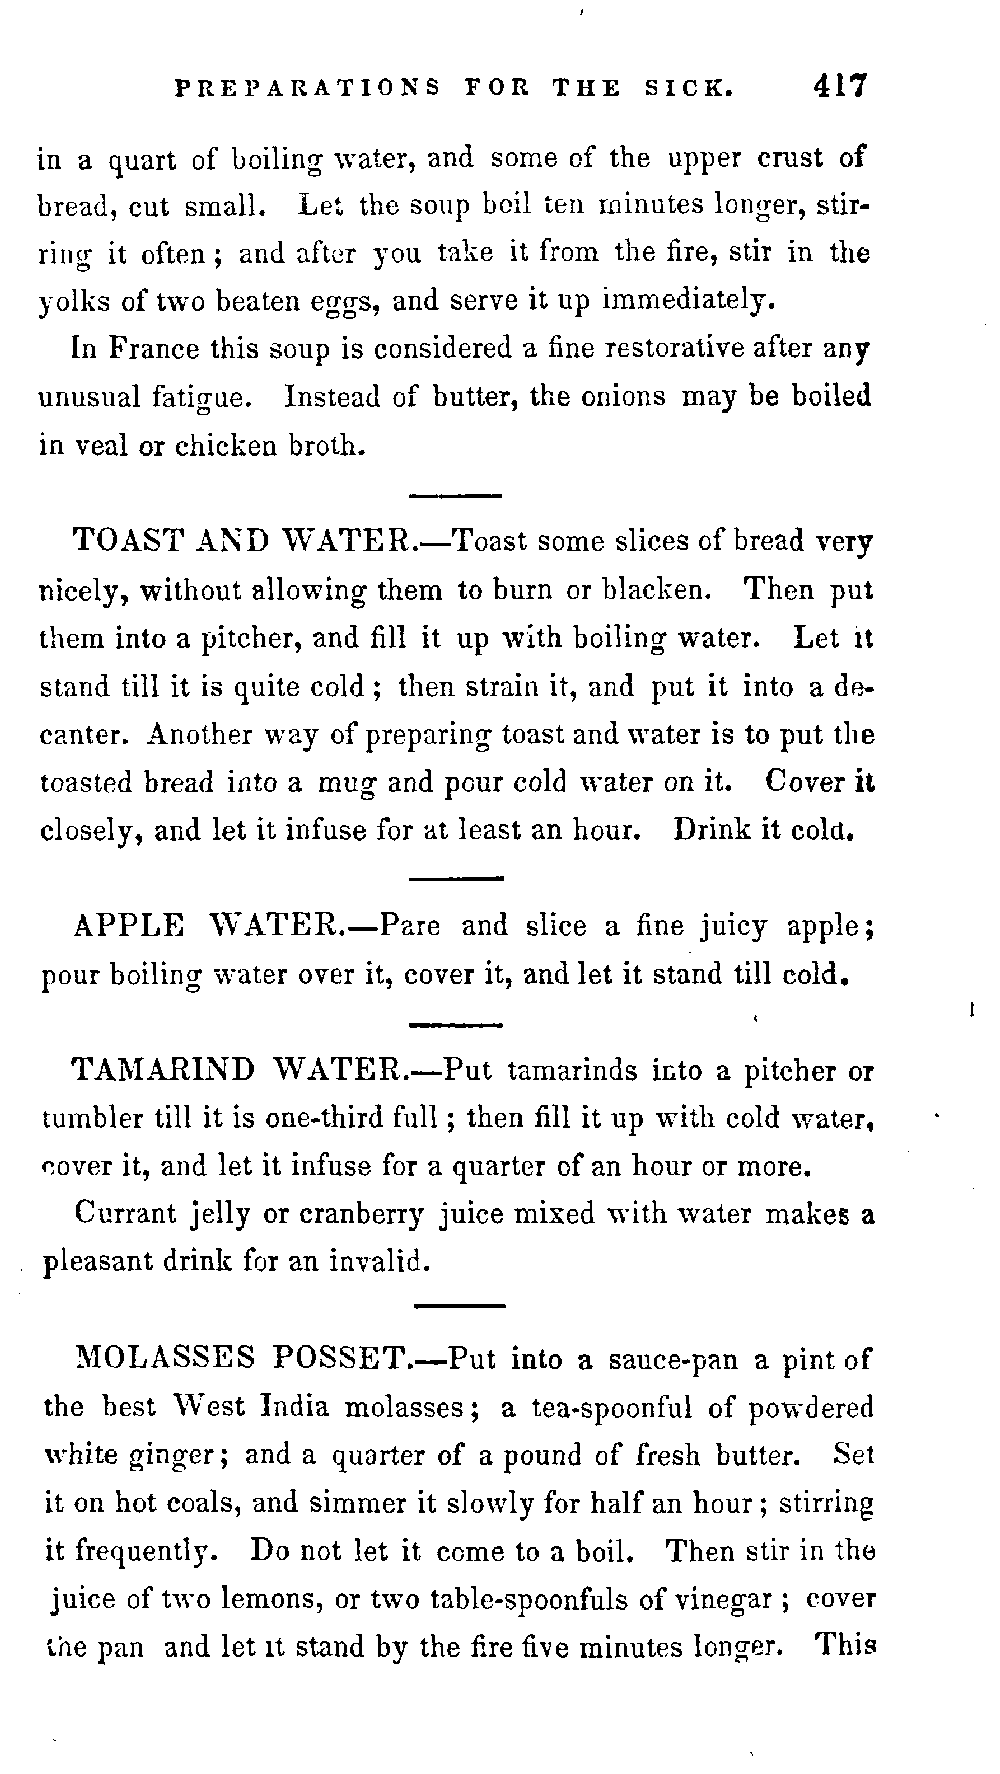 PREPARATIONS FOR THE SICK. 417
in a quart of boiling water, and some of the upper crust of
bread, cut small. Let the soup boil ten minutes longer, stir-
ring it often; and after you take it from the fire, stir in the
yolks of two beaten eggs, and serve it up immediately.
In France this soup is considered a fine restorative after any
unusual fatigue. Instead of butter, the onions may be boiled
in veal or chicken broth.
TOAST AND WATER.—Toast some slices of bread very
nicely, without allowing them to burn or blacken. Then put
them into a pitcher, and fill it up with boiling water. Let it
stand till it is quite cold; then strain it, and put it into a de-
canter. Another way of preparing toast and water is to put the
toasted bread into a mug and pour cold water on it. Cover it
closely, and let it infuse for at least an hour. Drink it cold.
APPLE WATER.—Pare and slice a fine juicy apple;
pour boiling water over it, cover it, and let it stand till cold.
TAMARIND WATER.—Put tamarinds into a pitcher or
tumbler till it is one-third full; then fill it up with cold water,
cover it, and let it infuse for a quarter of an hour or more.
Currant jelly or cranberry juice mixed with water makes a
pleasant drink for an invalid.
MOLASSES POSSET.—Put into a sauce-pan a pint of
the best West India molasses; a tea-spoonful of powdered
white ginger; and a quarter of a pound of fresh butter. Set
it on hot coals, and simmer it slowly for half an hour; stirring
it frequently. Do not let it come to a boil. Then stir in the
juice of two lemons, or two table-spoonfuls of vinegar; cover
the pan and let it stand by the fire five minutes longer. This